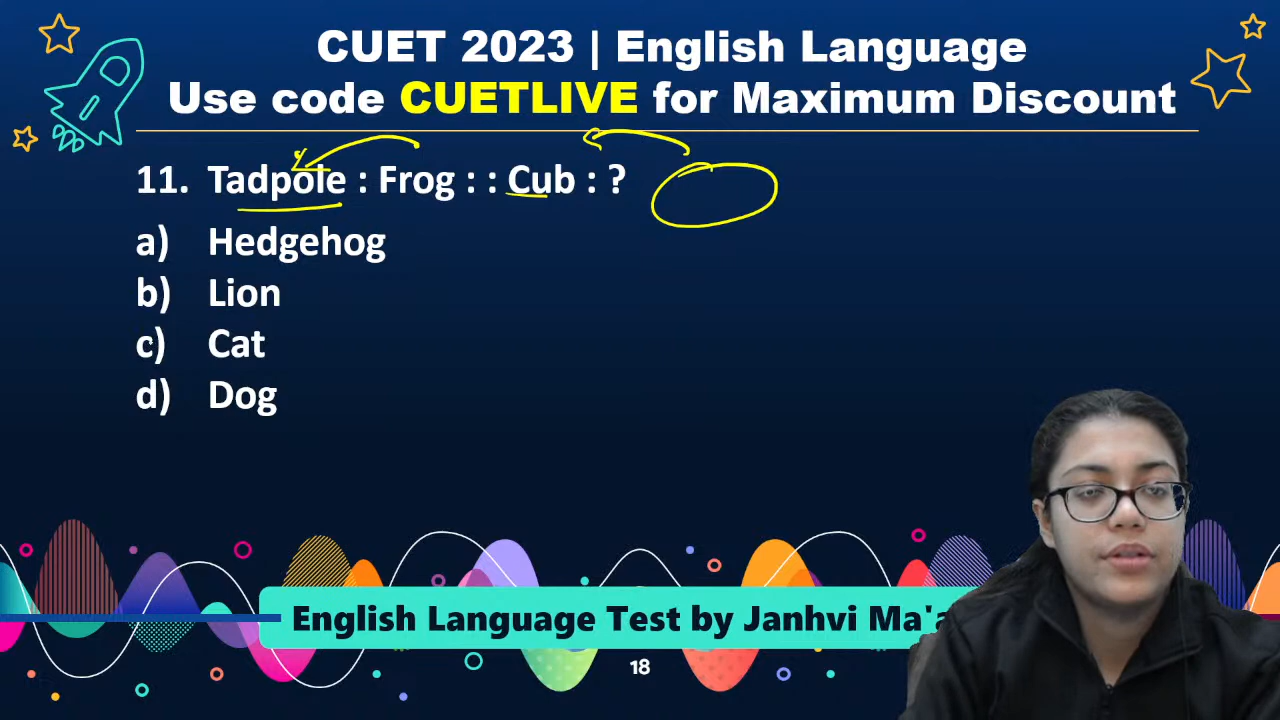 CUET 2023 | English Language
Use code CUETLIVE for Maximum Discount
11. Tadpole : Frog : : Cub : ?
a) Hedgehog
b) Lion
c) Cat
d) Dog
English Language Test by Janhvi Ma'a
18